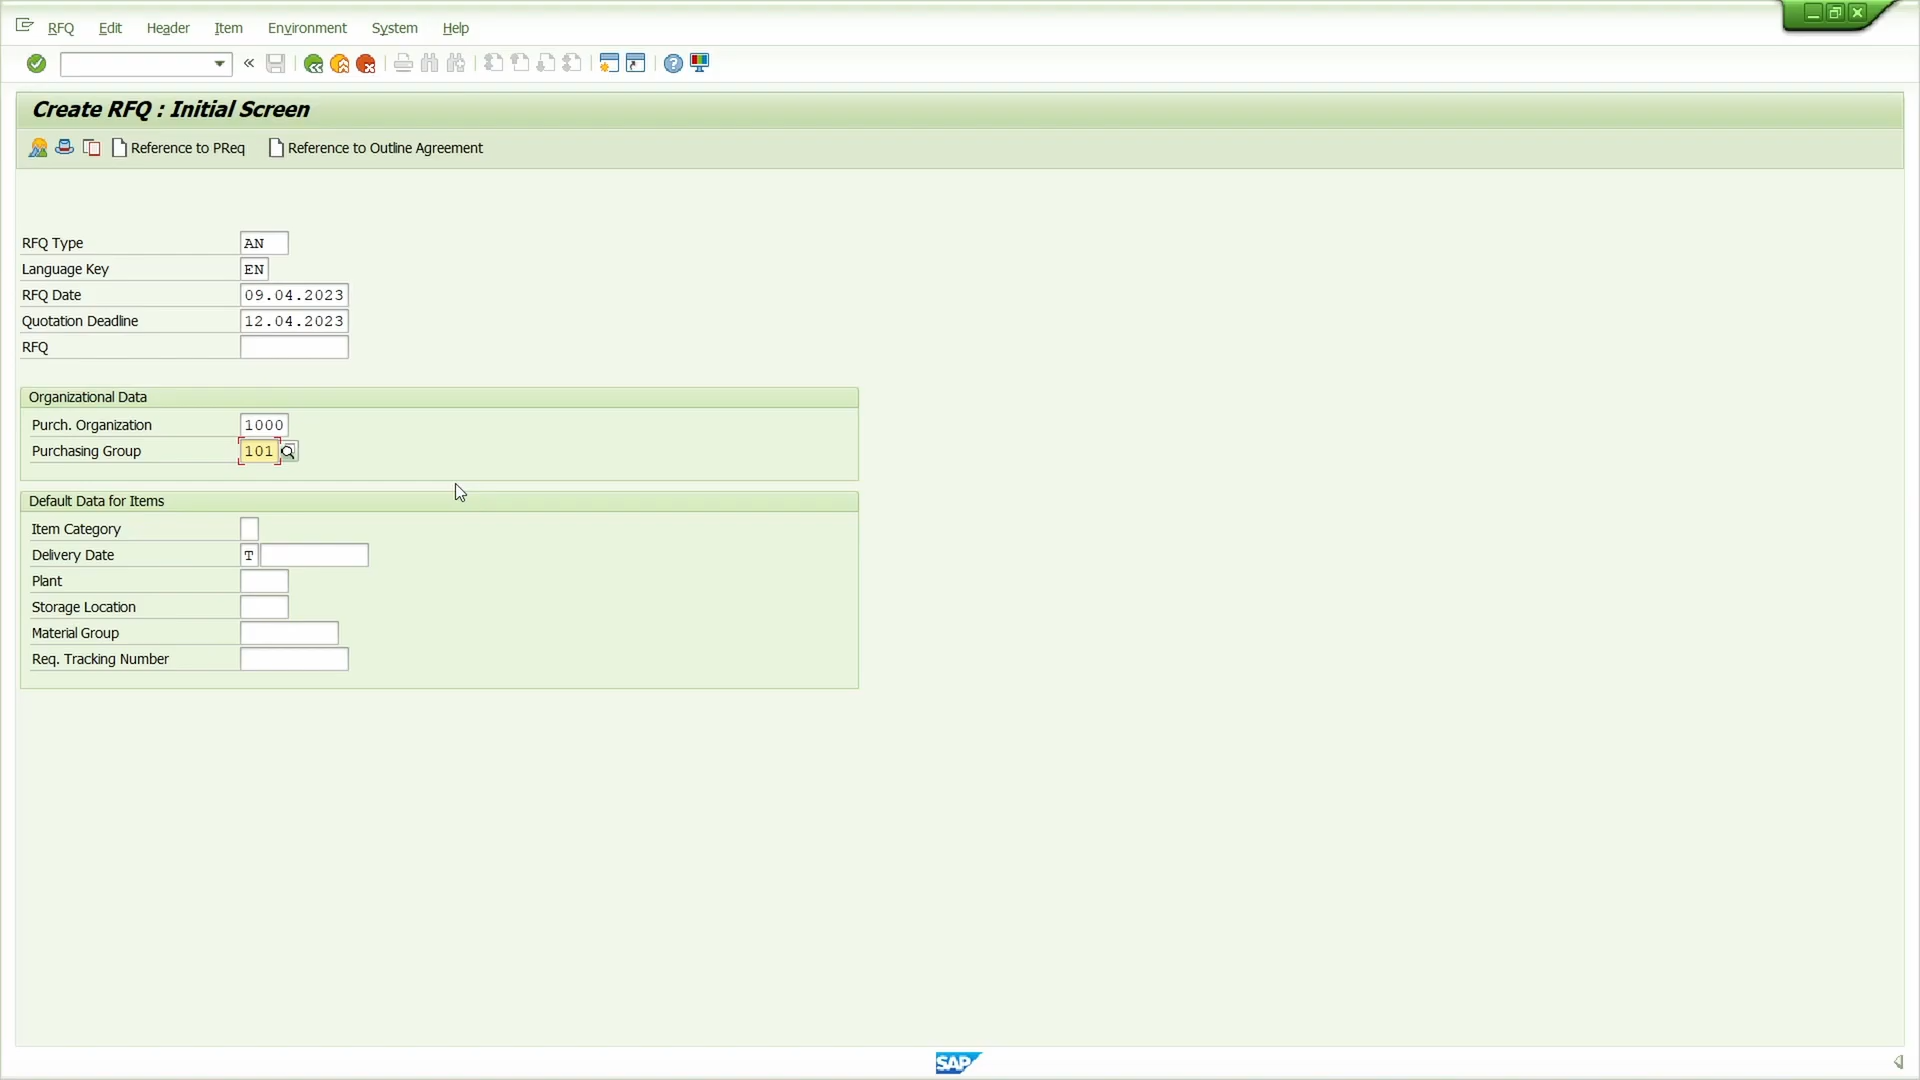 RFQ Edit Header Item Environment System Help
Create RFQ : Initial Screen
Reference to PReq Reference to Outline Agreement
RFQ Type AN
Language Key EN
RFQ Date 09.04.2023
Quotation Deadline 12.04.2023
RFQ
Organizational Data
Purch. Organization 1000
Purchasing Group 101
Default Data for Items
Item Category
Delivery Date T
Plant
Storage Location
Material Group
Req. Tracking Number
SAP